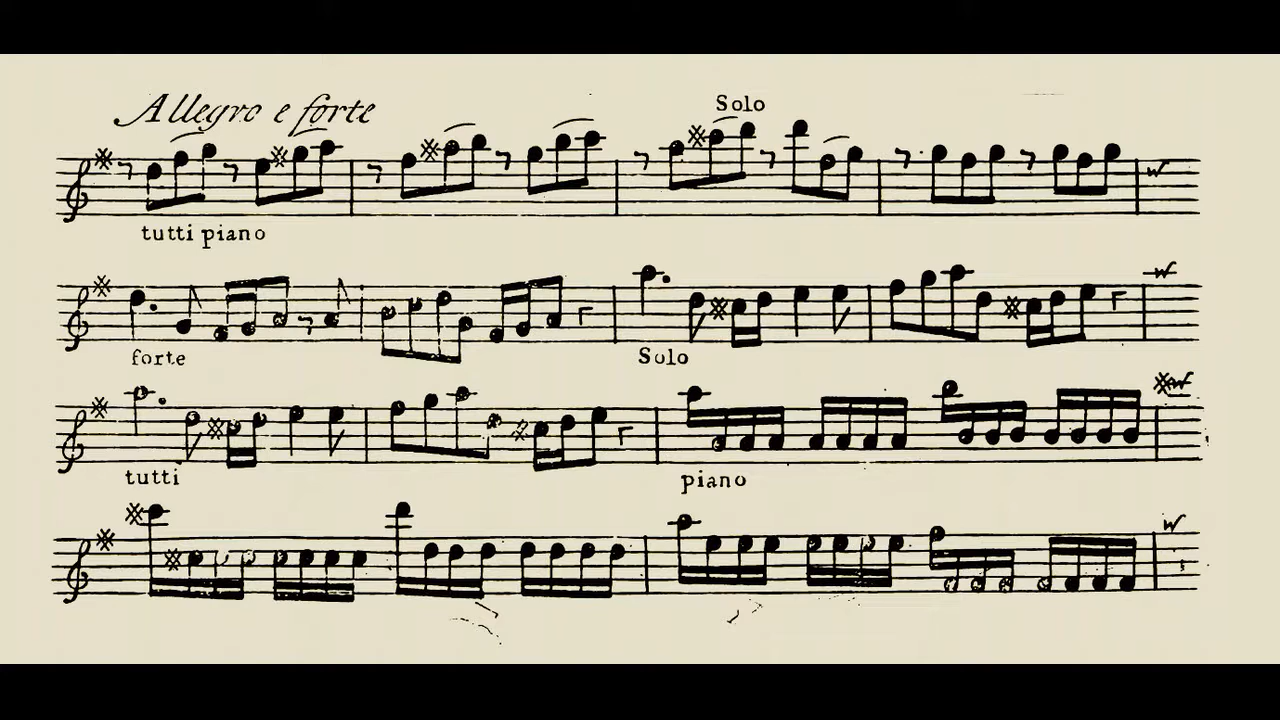 Allegro e forte
Solo
tutti piano
forte
Solo
tutti
piano